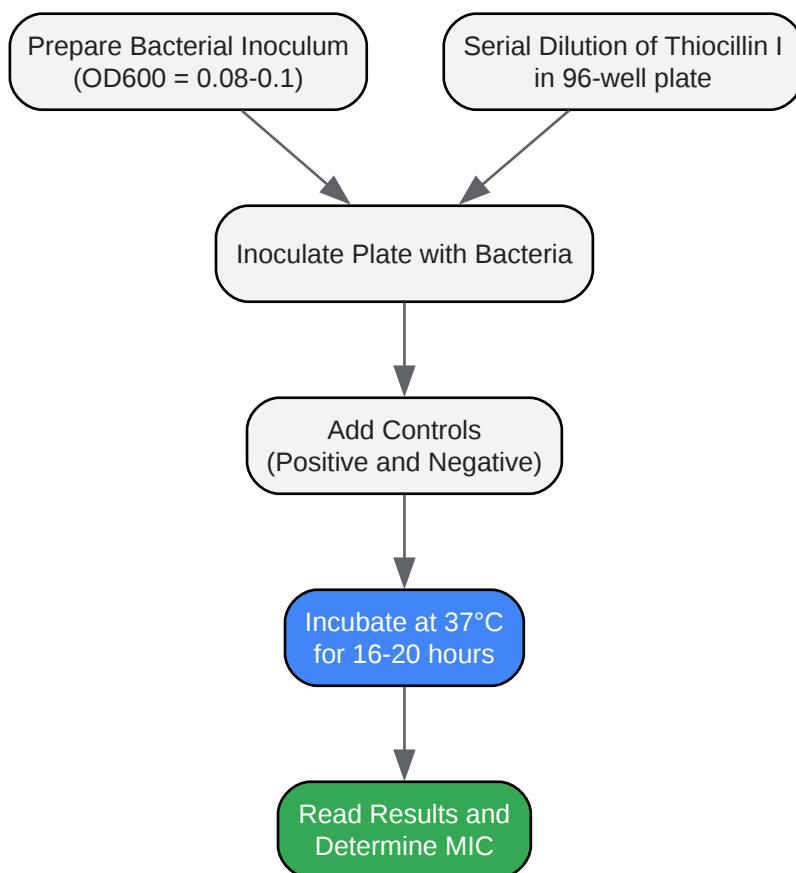 Prepare Bacterial Inoculum
(OD600 = 0.08-0.1)
Serial Dilution of Thiocillin I
in 96-well plate
Inoculate Plate with Bacteria
Add Controls
(Positive and Negative)
Incubate at 37°C
for 16-20 hours
Read Results and
Determine MIC